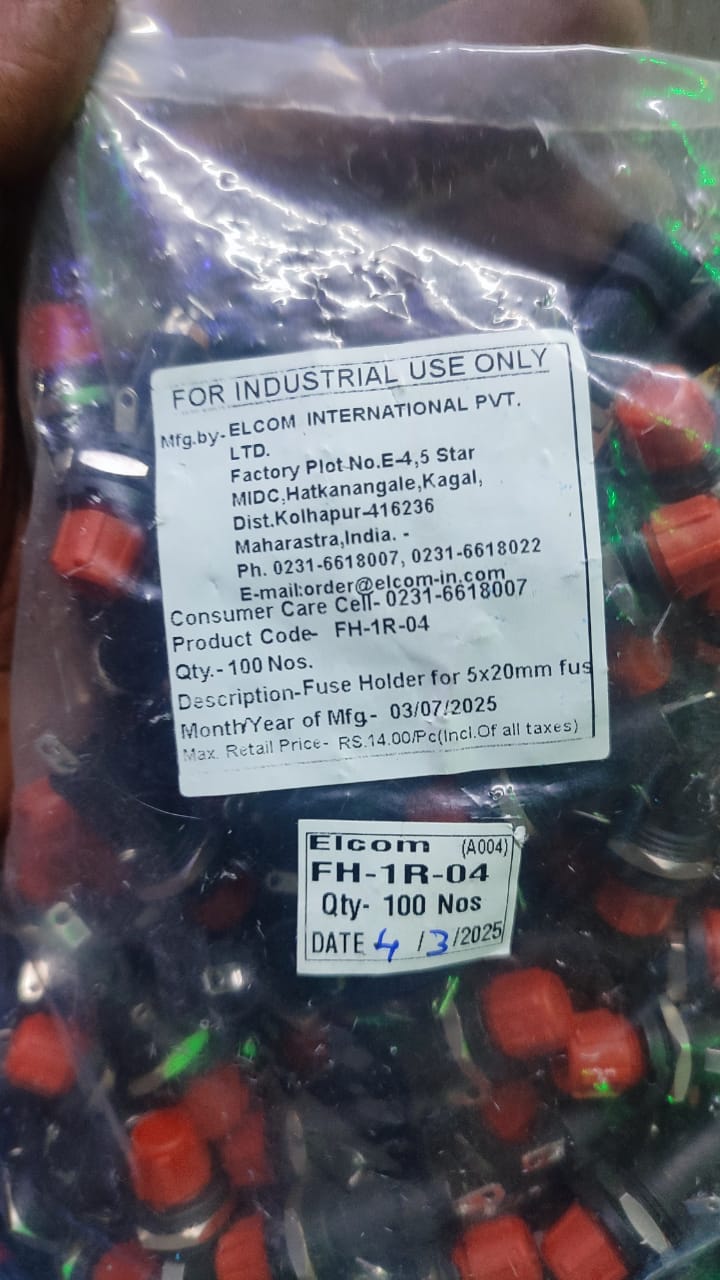 FOR INDUSTRIAL USE ONLY
Mfg.by- ELCOM INTERNATIONAL PVT.
LTD.
Factory Plot No.E-4,5 Star
MIDC,Hatkanangale,Kagal,
Dist.Kolhapur-416236
Maharastra,India. -
Ph. 0231-6618007, 0231-6618022
E-mail:order@elcom-in.com
Consumer Care Cell- 0231-6618007
Product Code- FH-1R-04
Qty.- 100 Nos.
Description-Fuse Holder for 5x20mm fus
Month/Year of Mfg- 03/07/2025
Max. Retail Price- RS.14.00/Pc(Incl.Of all taxes)
Elcom (A004)
FH-1R-04
Qty- 100 Nos
DATE 4/3/2025